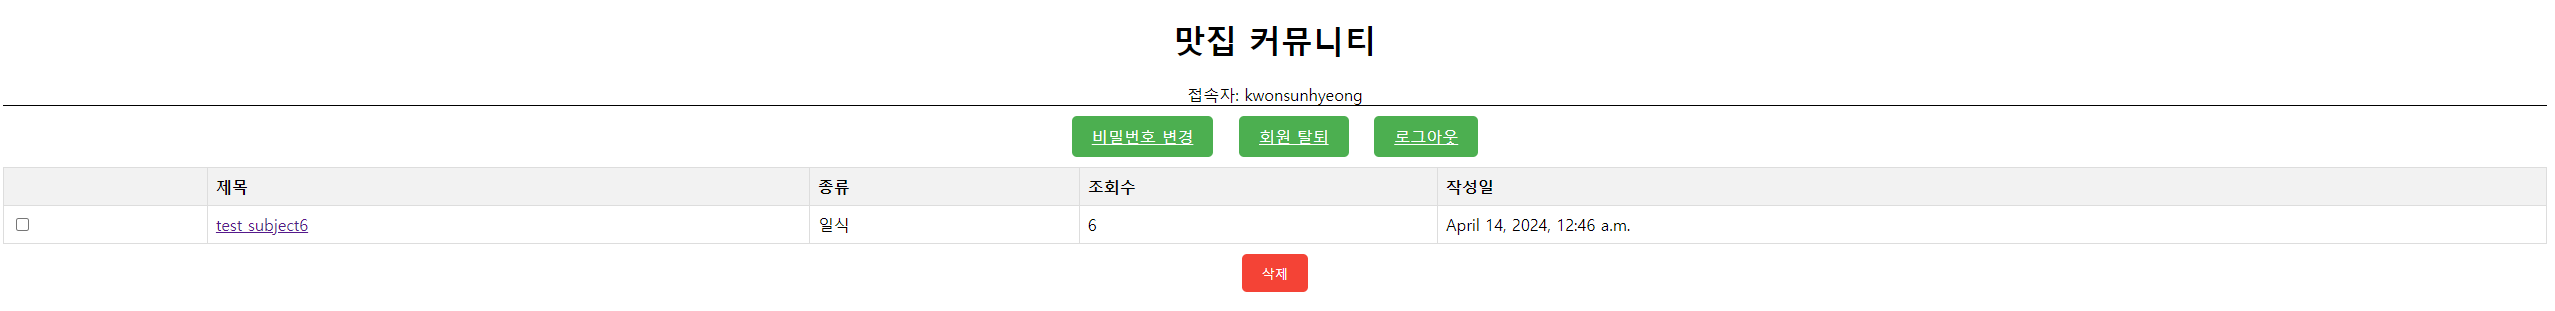 맛집 커뮤니티
접속자: kwonsunhyeong
비밀번호 변경 회원 탈퇴 로그아웃
제목 종류 조회수 작성일
test subject6 일식 6 April 14, 2024, 12:46 a.m.
삭제